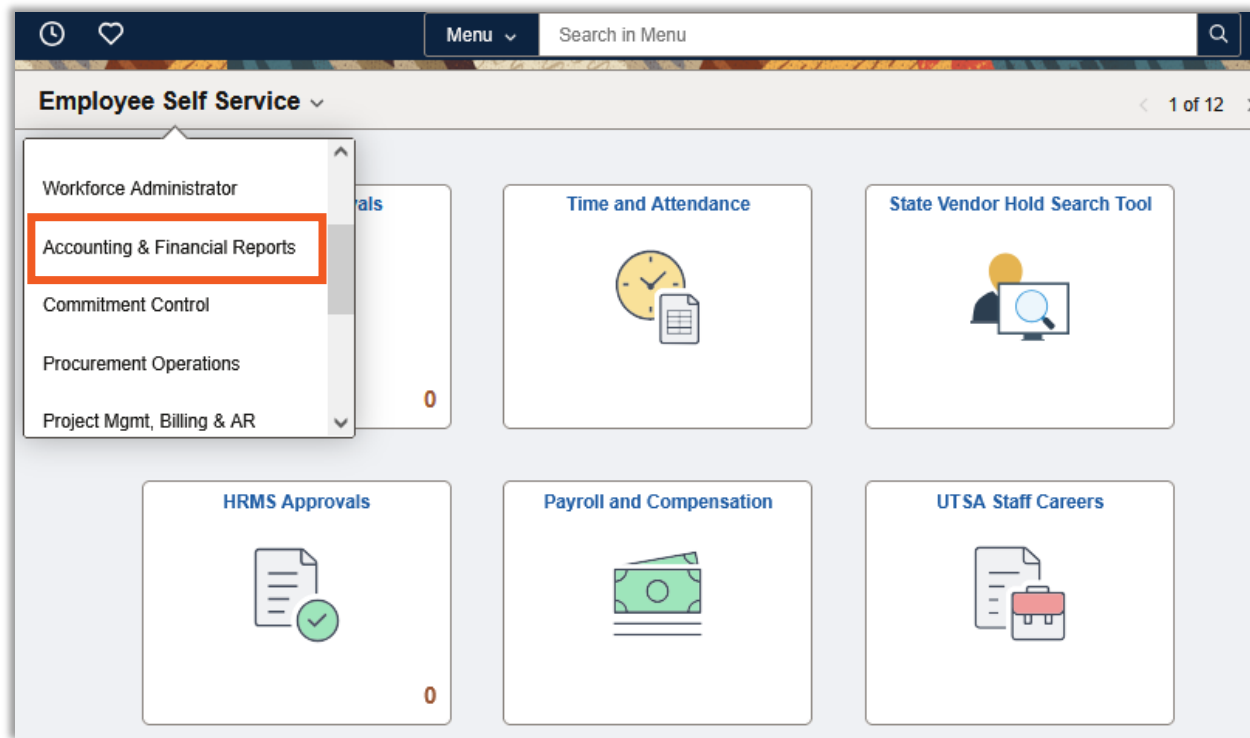 Menu
Search in Menu
Employee Self Service
1 of 12
Workforce Administrator
Accounting & Financial Reports
Commitment Control
Procurement Operations
Project Mgmt, Billing & AR
vals
0
Time and Attendance
State Vendor Hold Search Tool
HRMS Approvals
0
Payroll and Compensation
UTSA Staff Careers